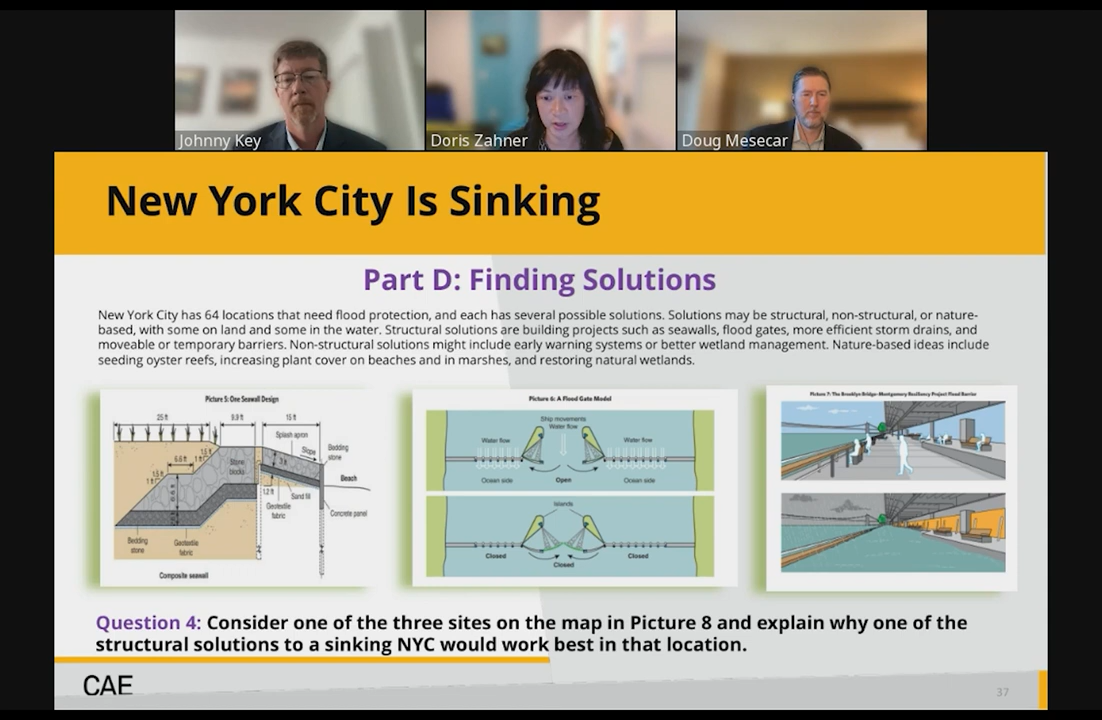 Johnny Key
Doris Zahner
Doug Mesecar
New York City Is Sinking
Part D: Finding Solutions
New York City has 64 locations that need flood protection, and each has several possible solutions. Solutions may be structural, non-structural, or nature-
based, with some on land and some in the water. Structural solutions are building projects such as seawalls, flood gates, more efficient storm drains, and
moveable or temporary barriers. Non-structural solutions might include early warning systems or better wetland management. Nature-based ideas include
seeding oyster reefs, increasing plant cover on beaches and in marshes, and restoring natural wetlands.
Picture 5: One Seawall Design
25 ft
9.9 ft
15 ft
Splash apron
Slope
Bedding
stone
6.6 ft
Stone
blocks
3 ft
Beach
1.2 ft
Sand fill
Geotextile
fabric
Concrete panel
Bedding
stone
Geotextile
fabric
Composite seawall
Picture 6: A Flood Gate Model
Ship movements
Water flow
Water flow
Water flow
Ocean side
Open
Ocean side
Islands
Closed
Closed
Closed
Picture 7: The Brooklyn Bridge-Montgomery Resiliency Project Flood Barrier
Question 4: Consider one of the three sites on the map in Picture 8 and explain why one of the
structural solutions to a sinking NYC would work best in that location.
CAE
37